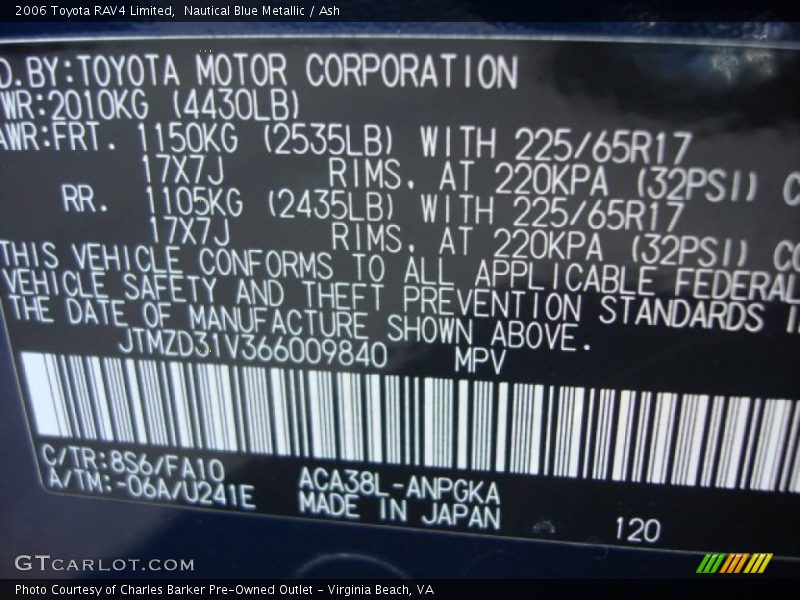 2006 Toyota RAV4 Limited, Nautical Blue Metallic / Ash
D.BY:TOYOTA MOTOR CORPORATION
WR:2010KG (4430LB)
AWR:FRT. 1150KG (2535LB) WITH 225/65R17
17X7J RIMS, AT 220KPA (32PSI) C
RR. 1105KG (2435LB) WITH 225/65R17
17X7J RIMS, AT 220KPA (32PSI) CO
THIS VEHICLE CONFORMS TO ALL APPLICABLE FEDERAL
VEHICLE SAFETY AND THEFT PREVENTION STANDARDS I
THE DATE OF MANUFACTURE SHOWN ABOVE.
JTMZD31V366009840 MPV
C/TR:8S6/FA10
A/TM:-06A/U241E
ACA38L-ANPGKA
MADE IN JAPAN
120
GTCARLOT.COM
Photo Courtesy of Charles Barker Pre-Owned Outlet - Virginia Beach, VA